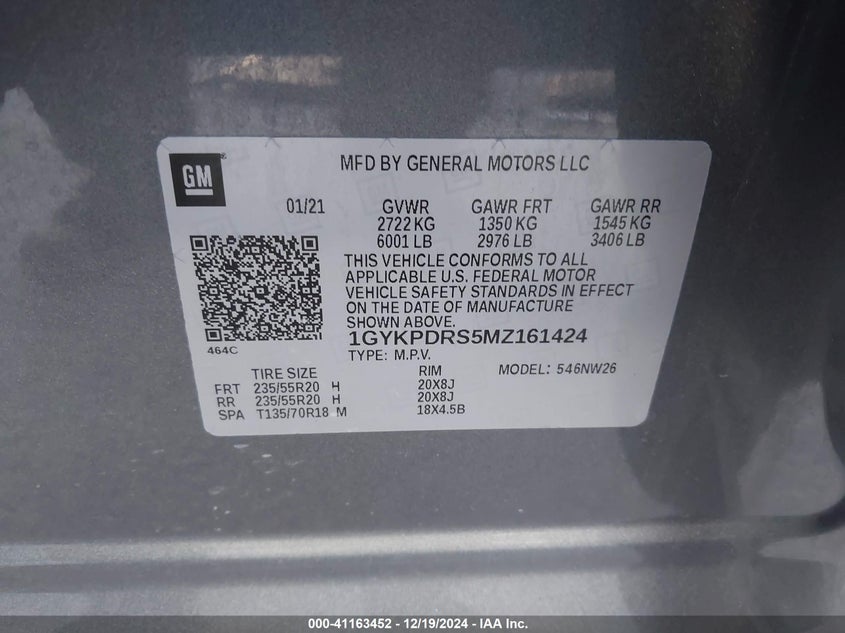 GM
MFD BY GENERAL MOTORS LLC
01/21 GVWR GAWR FRT GAWR RR
2722 KG 1350 KG 1545 KG
6001 LB 2976 LB 3406 LB
THIS VEHICLE CONFORMS TO ALL
APPLICABLE U.S. FEDERAL MOTOR
VEHICLE SAFETY STANDARDS IN EFFECT
ON THE DATE OF MANUFACTURE
SHOWN ABOVE.
464C
1GYKPDRS5MZ161424
TYPE: M.P.V.
TIRE SIZE RIM MODEL: 546NW26
FRT 235/55R20 H 20X8J
RR 235/55R20 H 20X8J
SPA T135/70R18 M 18X4.5B
000-41163452 - 12/19/2024 - IAA Inc.